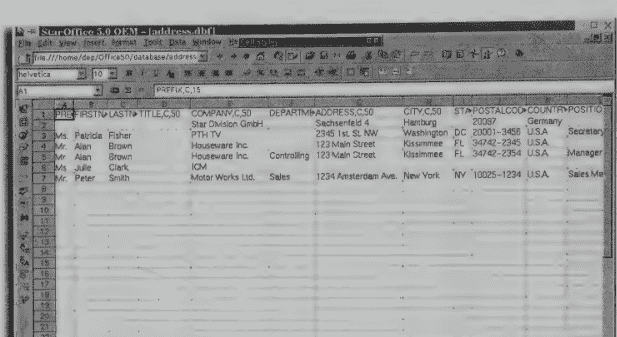 StarOffice 5.0 OEM - [address.dbf]
File Edit View Insert Format Tools Data Window
file:///home/dep/Office50/database/address
helvetica 10
A1 PREFIX,C,15
A B C
1 FIRSTN LASTN TITLE,C,50 COMPANY,C,50 DEPARTME ADDRESS,C,50 CITY,C,50 STA POSTALCOD COUNTR POSITIO
2 Star Division GmbH Sachsenfeld 4 Hamburg 20097 Germany
3 Ms. Patricia Fisher PTH TV 2345 1st. St. NW Washington DC 20001-3456 U.S.A. Secretary
4 Mr. Alan Brown Houseware Inc. 123 Main Street Kissimmee FL 34742-2345 U.S.A.
5 Mr. Alan Brown Houseware Inc. Controlling 123 Main Street Kissimmee FL 34742-2354 U.S.A. Manager
6 Ms. Julie Clark ICM
7 Mr. Peter Smith Motor Works Ltd. Sales 1234 Amsterdam Ave. New York NY 10025-1234 U.S.A. Sales Ma
8
9
10
11
12
13
14
15
16
17
18
19
20
21